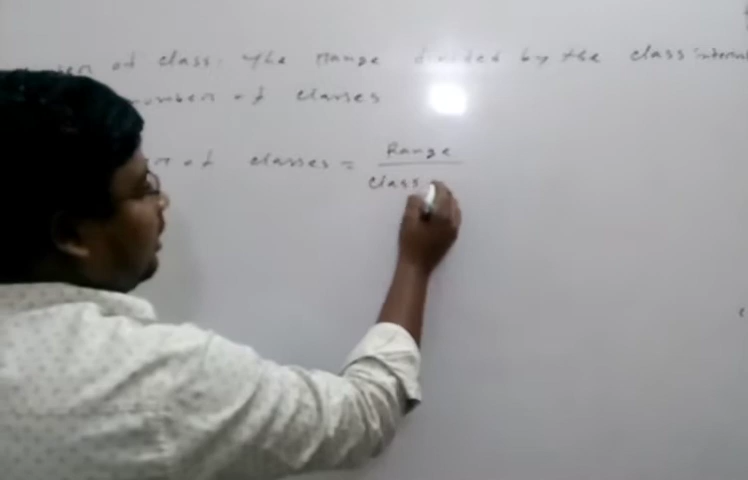 of class. The Range divided by the class interval
number of classes
of classes = Range
class